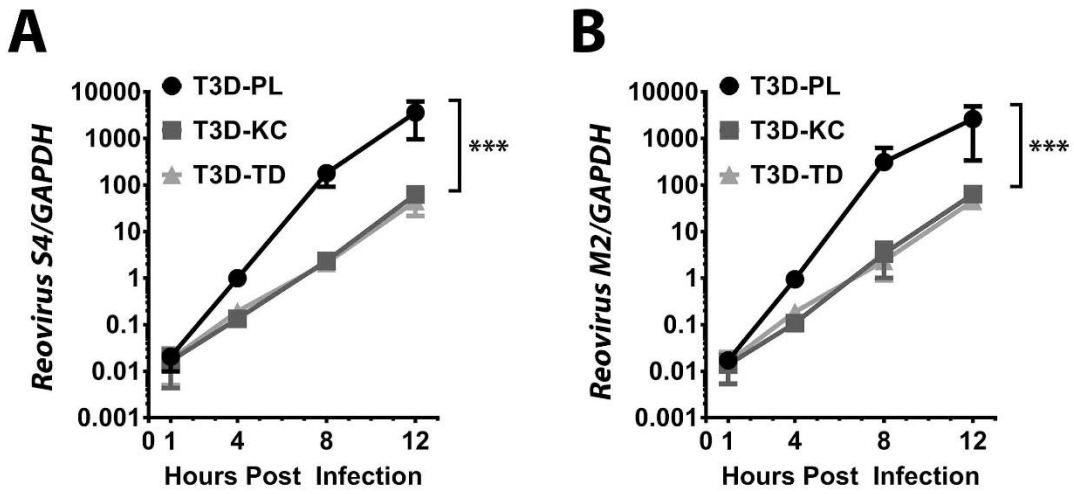 A
Reovirus S4/GAPDH
10000
1000
100
10
1
0.1
0.01
0.001
T3D-PL
T3D-KC
T3D-TD
***
0 1 4 8 12
Hours Post Infection
B
Reovirus M2/GAPDH
10000
1000
100
10
1
0.1
0.01
0.001
T3D-PL
T3D-KC
T3D-TD
***
0 1 4 8 12
Hours Post Infection